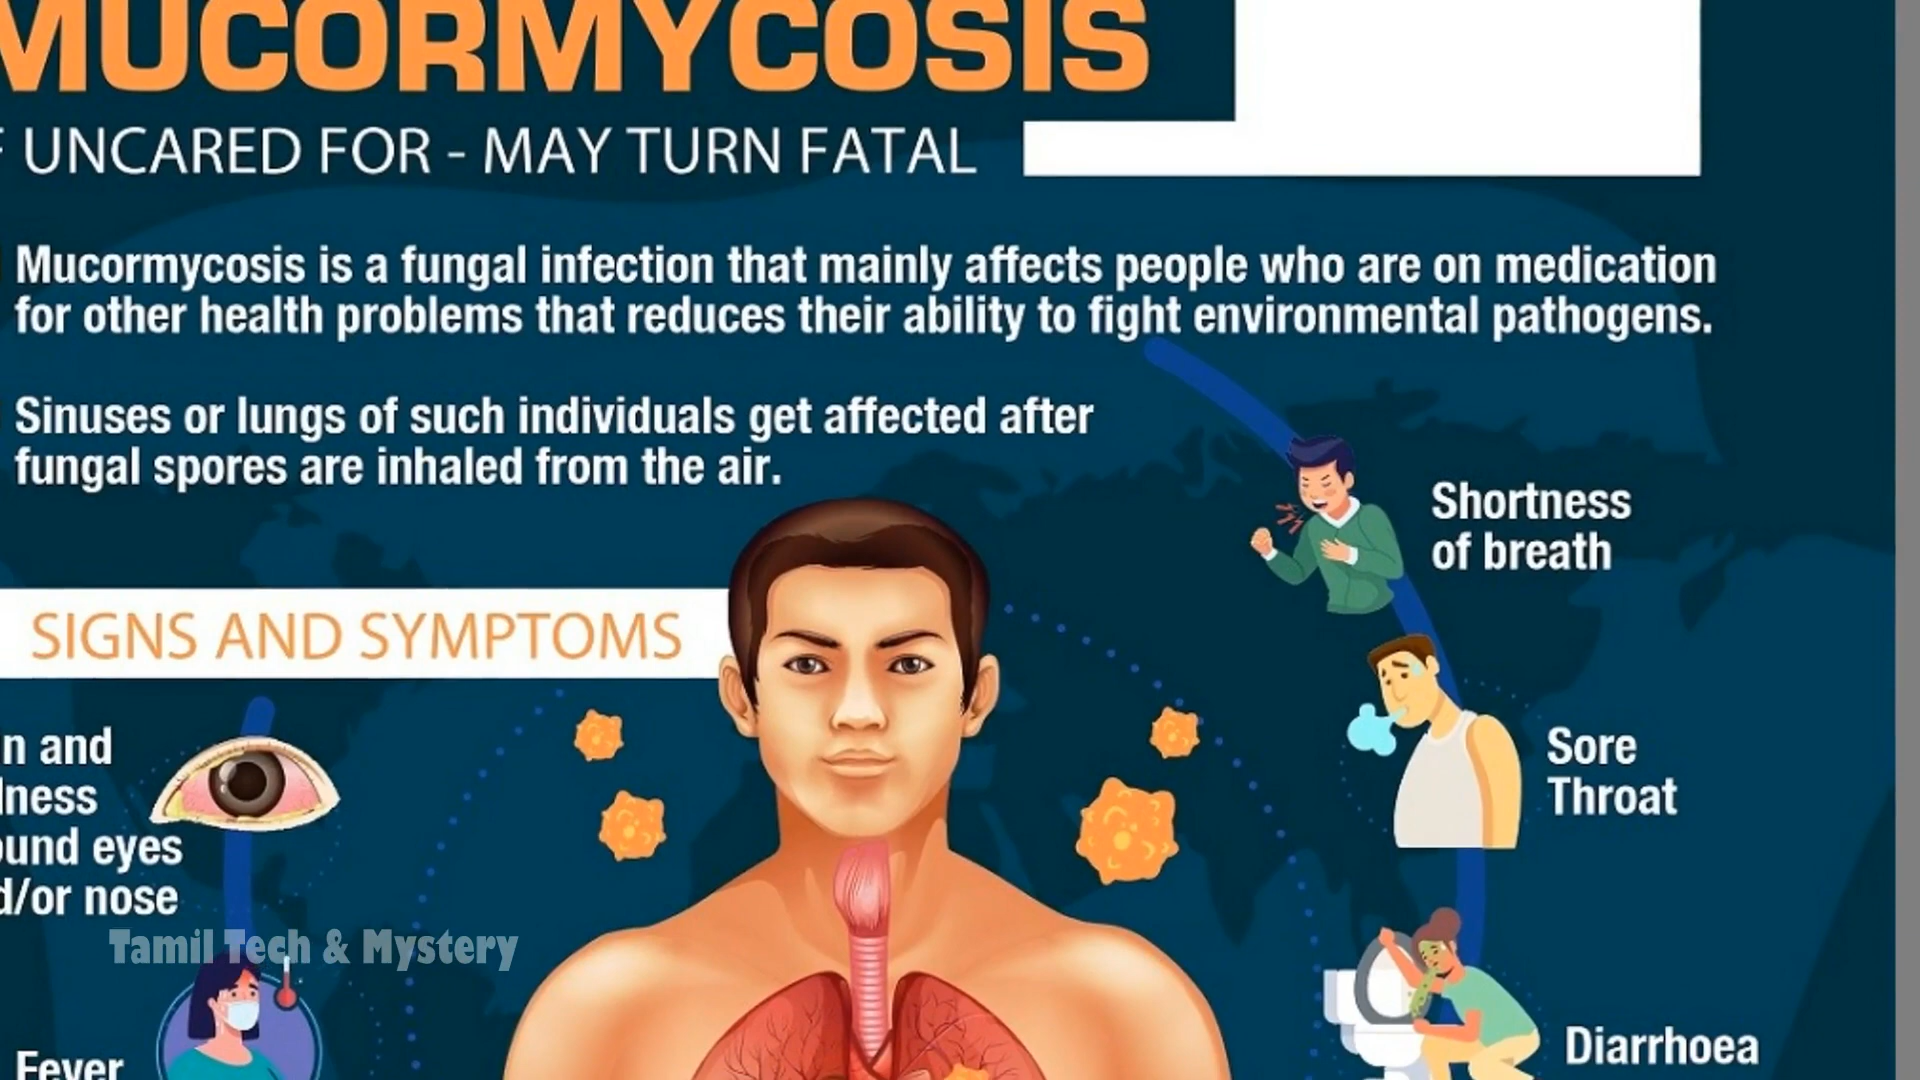 MUCORMYCOSIS
UNCARED FOR - MAY TURN FATAL
Mucormycosis is a fungal infection that mainly affects people who are on medication
for other health problems that reduces their ability to fight environmental pathogens.
Sinuses or lungs of such individuals get affected after
fungal spores are inhaled from the air.
Shortness
of breath
SIGNS AND SYMPTOMS
and
eyes
nose
Sore
Throat
Tamil Tech & Mystery
Fever
Diarrhoea